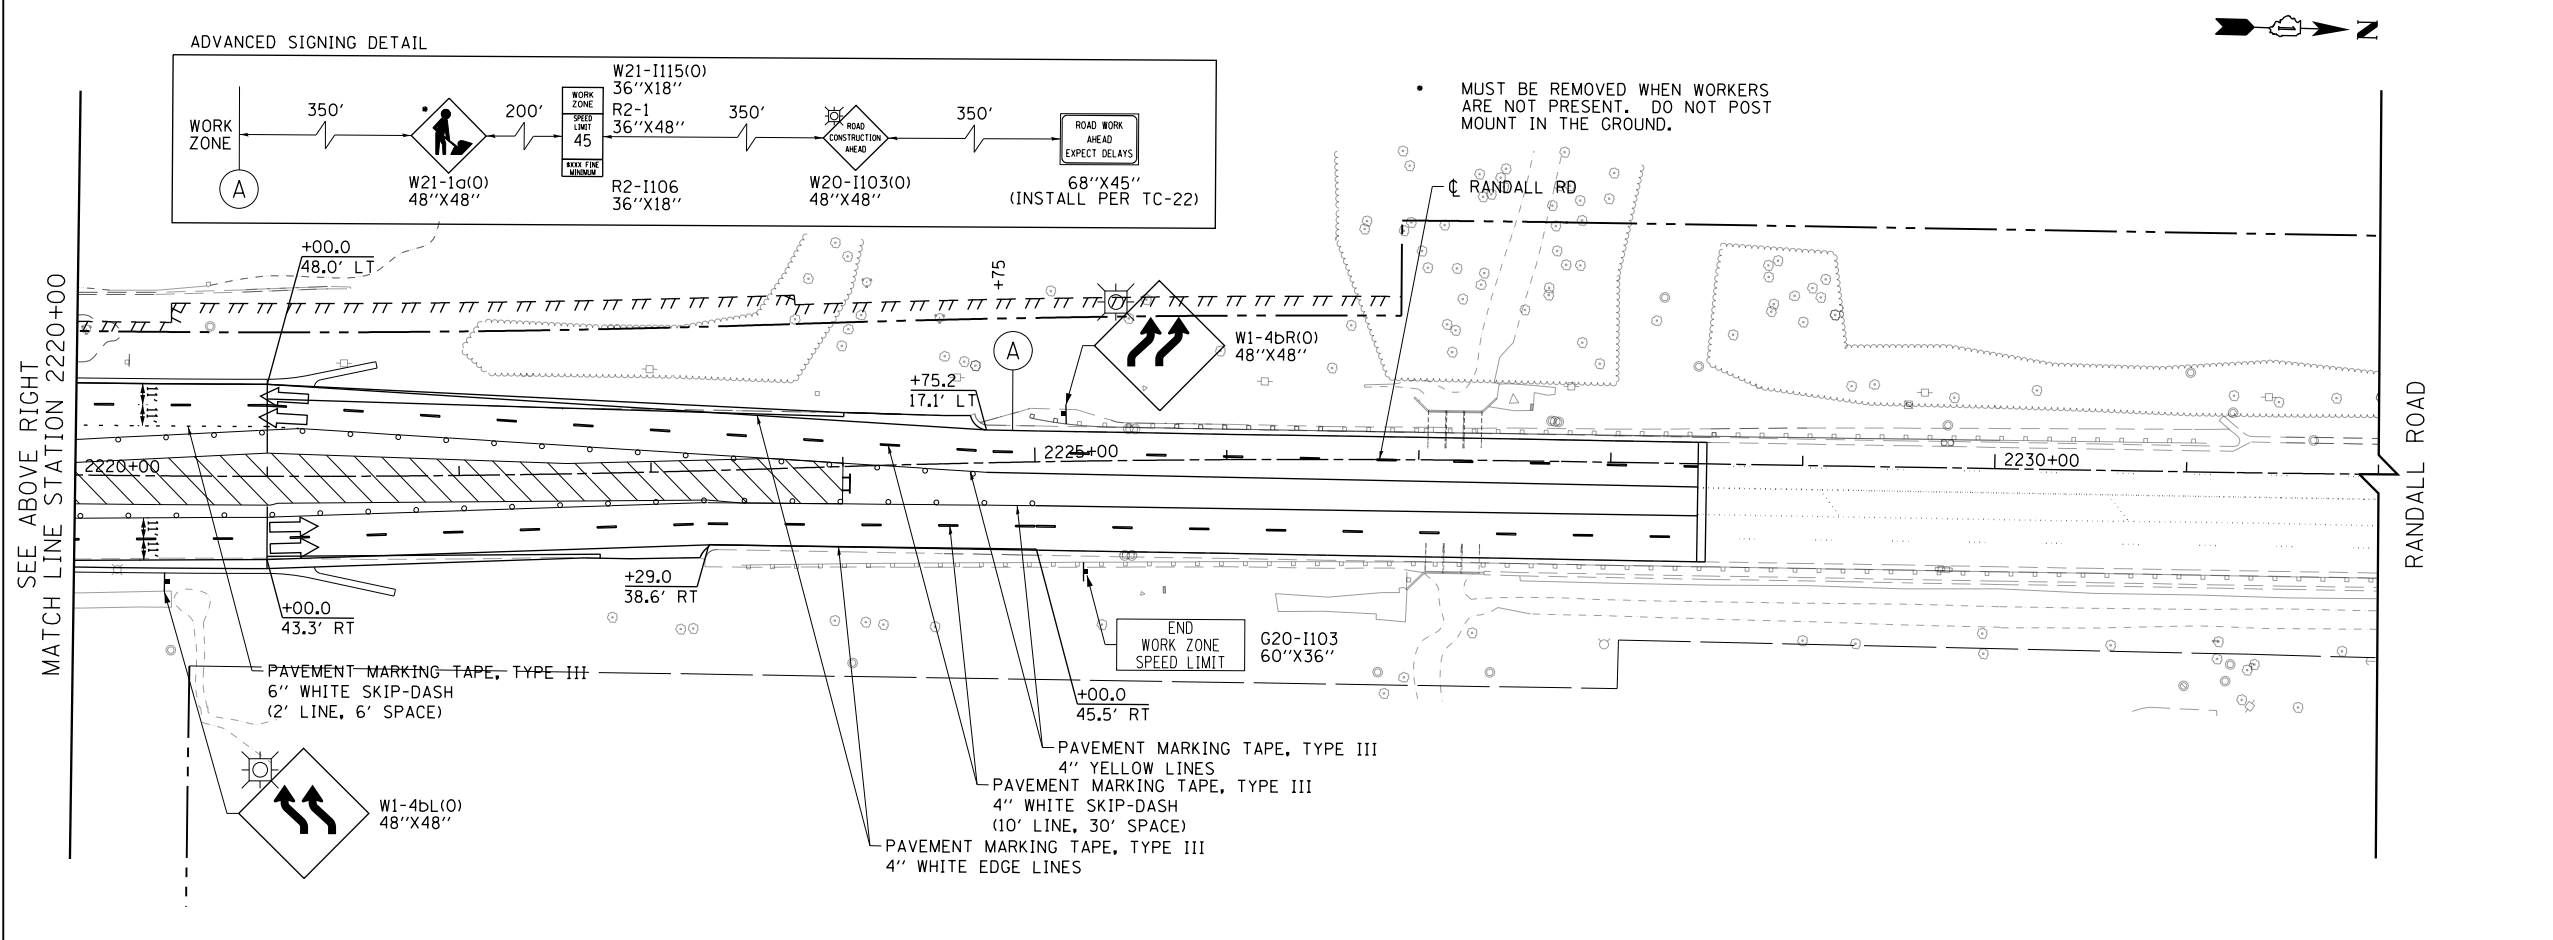 ADVANCED SIGNING DETAIL
WORK
ZONE
A
350'
*
W21-1a(O)
48"X48"
200'
WORK
ZONE
SPEED
LIMIT
45
$XXX FINE
MINIMUM
W21-I115(O)
36"X18"
R2-1
36"X48"
R2-I106
36"X18"
350'
ROAD
CONSTRUCTION
AHEAD
W20-I103(O)
48"X48"
350'
ROAD WORK
AHEAD
EXPECT DELAYS
68"X45"
(INSTALL PER TC-22)
* MUST BE REMOVED WHEN WORKERS
ARE NOT PRESENT. DO NOT POST
MOUNT IN THE GROUND.
N
℄ RANDALL RD
SEE ABOVE RIGHT
MATCH LINE STATION 2220+00
+00.0
48.0' LT
+75
A
W1-4bR(O)
48"X48"
+75.2
17.1' LT
11'
11'
2220+00
2225+00
2230+00
RANDALL ROAD
11'
11'
+29.0
38.6' RT
+00.0
43.3' RT
END
WORK ZONE
SPEED LIMIT
G20-I103
60"X36"
PAVEMENT MARKING TAPE, TYPE III
6" WHITE SKIP-DASH
(2' LINE, 6' SPACE)
+00.0
45.5' RT
PAVEMENT MARKING TAPE, TYPE III
4" YELLOW LINES
PAVEMENT MARKING TAPE, TYPE III
4" WHITE SKIP-DASH
(10' LINE, 30' SPACE)
PAVEMENT MARKING TAPE, TYPE III
4" WHITE EDGE LINES
W1-4bL(O)
48"X48"